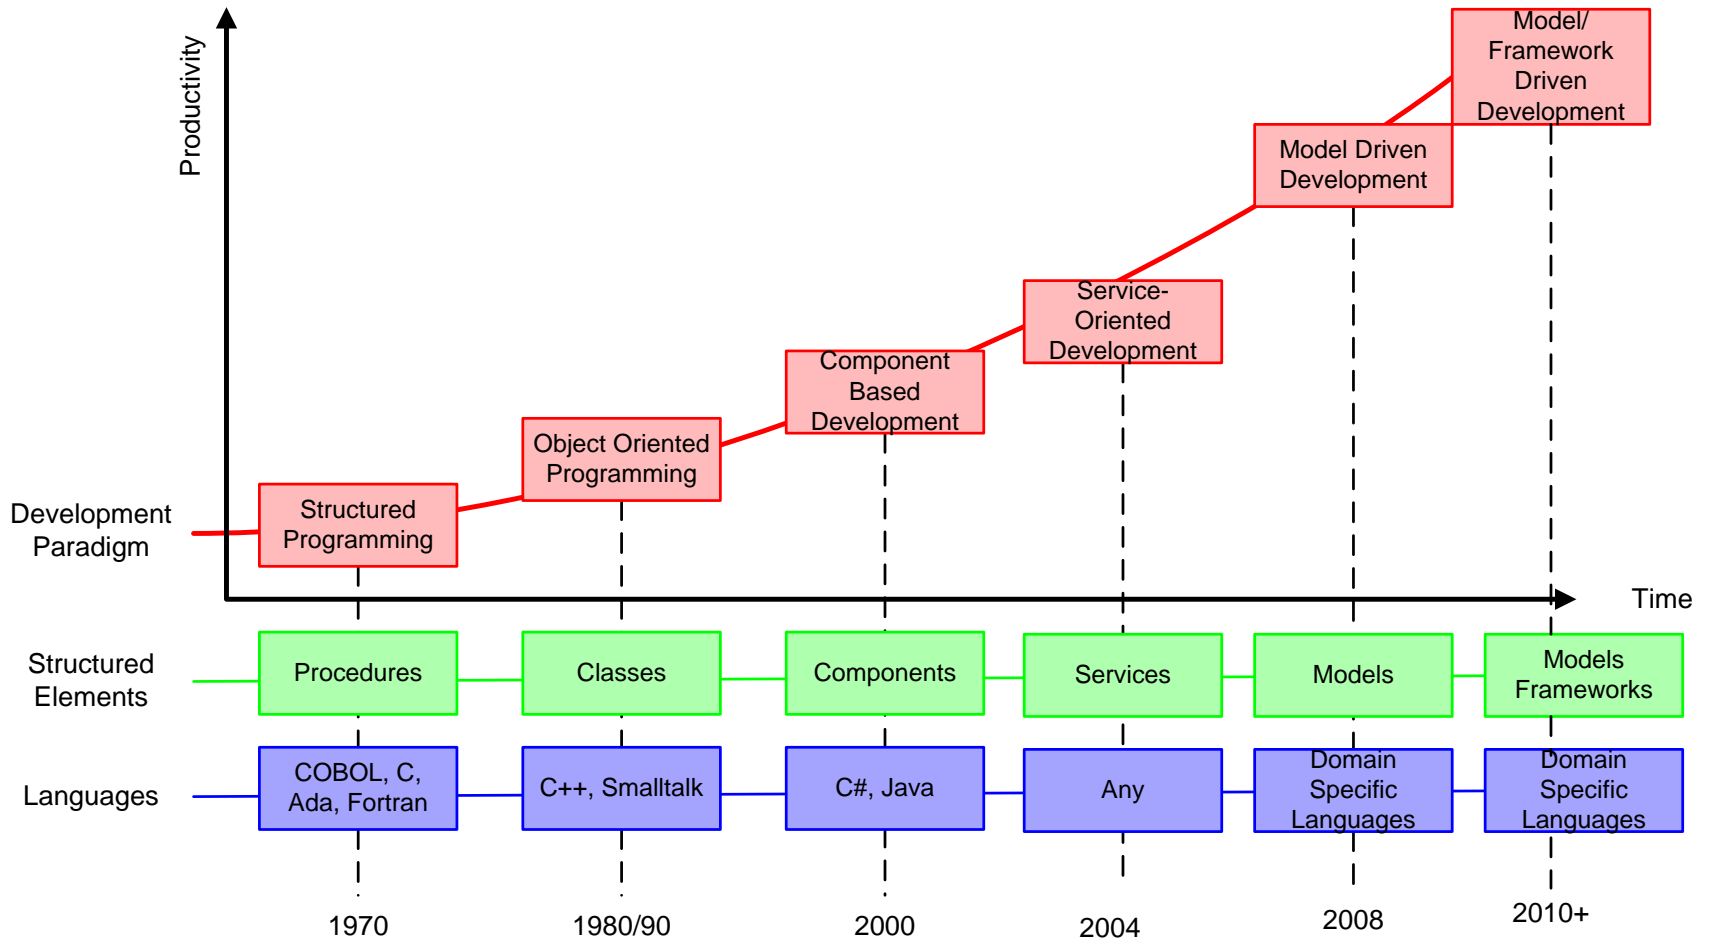 Productivity
Model/
Framework
Driven
Development
Model Driven
Development
Service-
Oriented
Development
Component
Based
Development
Object Oriented
Programming
Structured
Programming
Development
Paradigm
Time
Structured
Elements
Procedures
Classes
Components
Services
Models
Models
Frameworks
Languages
COBOL, C,
Ada, Fortran
C++, Smalltalk
C#, Java
Any
Domain
Specific
Languages
Domain
Specific
Languages
1970
1980/90
2000
2004
2008
2010+